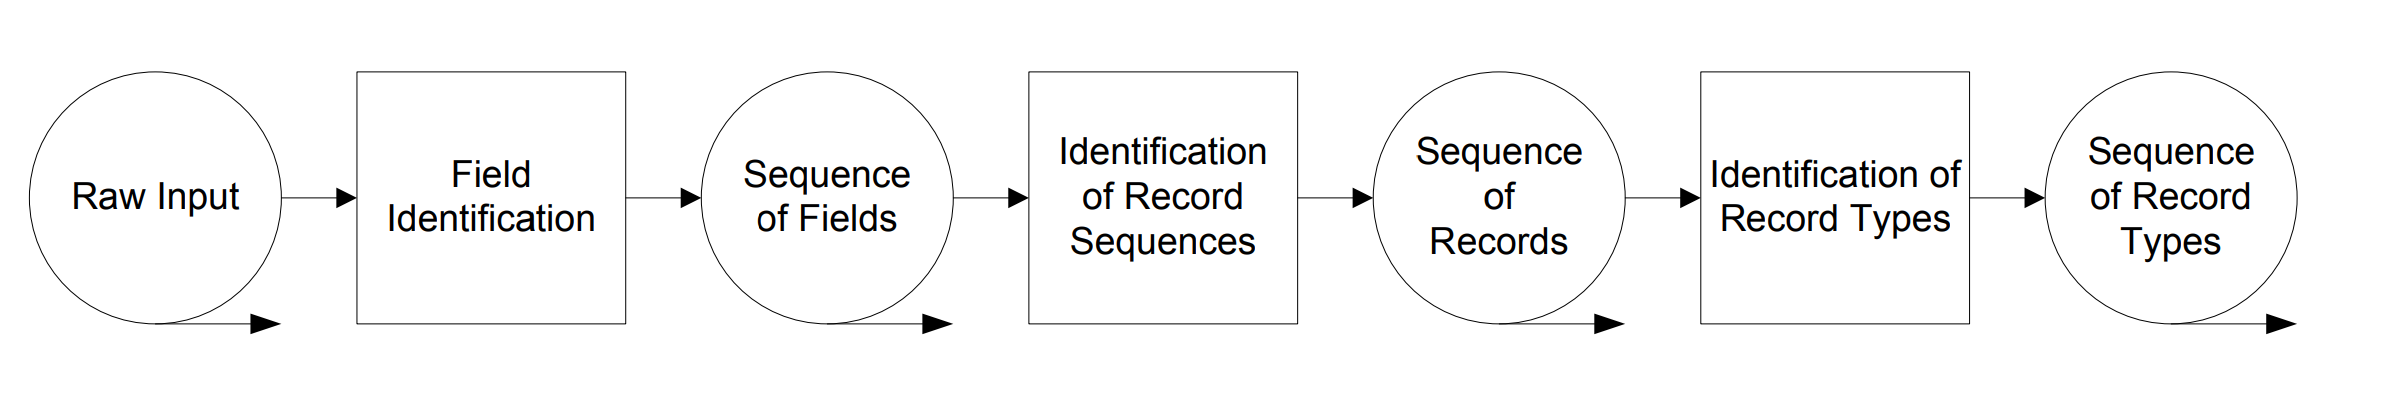 Raw Input
Field
Identification
Sequence
of Fields
Identification
of Record
Sequences
Sequence
of
Records
Identification of
Record Types
Sequence
of Record
Types